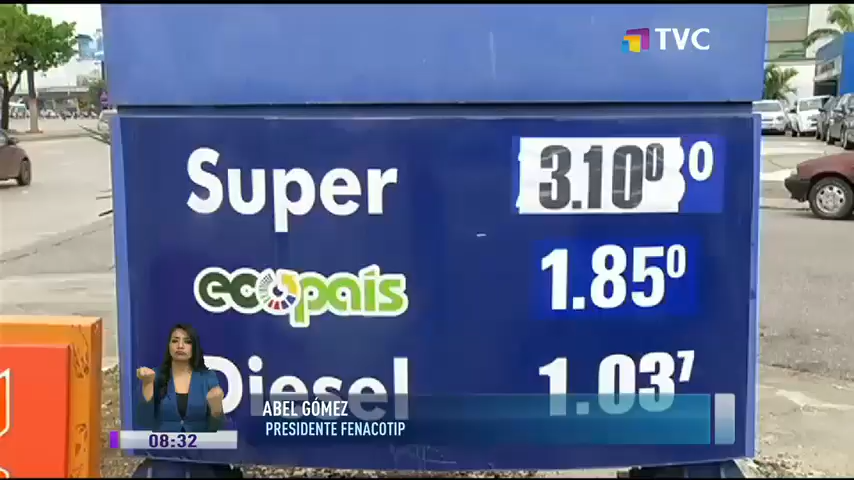 TVC
Super 3.10⁰ 0
ecopaís 1.85⁰
Diesel 1.03⁷
ABEL GÓMEZ
PRESIDENTE FENACOTIP
08:32